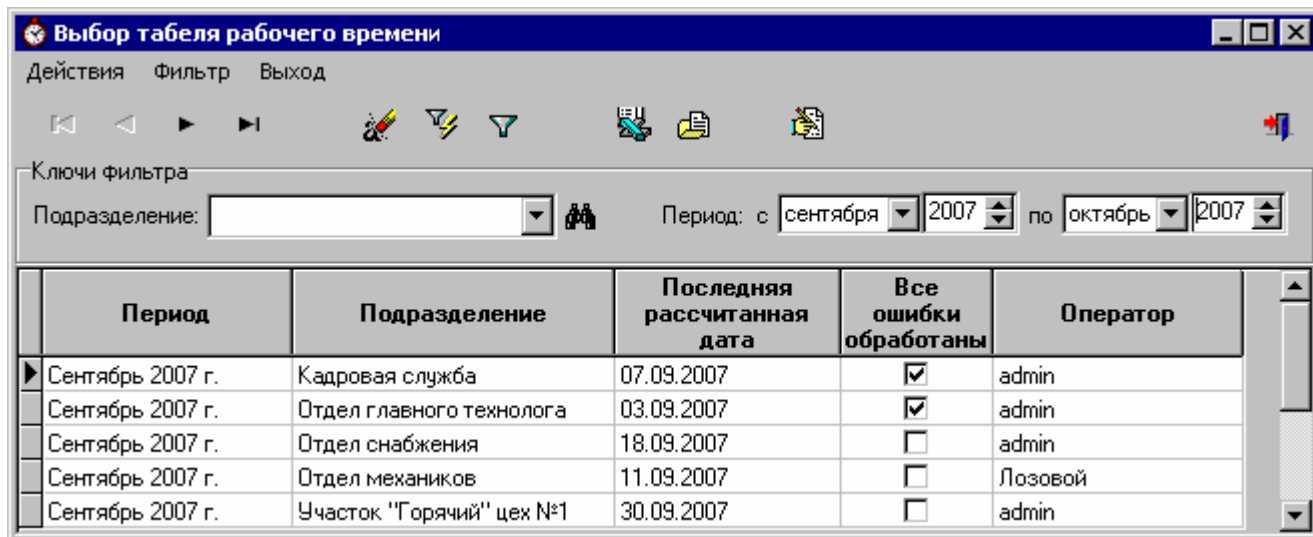 Выбор табеля рабочего времени
Действия Фильтр Выход
Ключи фильтра
Подразделение: Период: с сентября 2007 по октябрь 2007
Период Подразделение Последняя рассчитанная дата Все ошибки обработаны Оператор
Сентябрь 2007 г. Кадровая служба 07.09.2007 admin
Сентябрь 2007 г. Отдел главного технолога 03.09.2007 admin
Сентябрь 2007 г. Отдел снабжения 18.09.2007 admin
Сентябрь 2007 г. Отдел механиков 11.09.2007 Лозовой
Сентябрь 2007 г. Участок "Горячий" цех №1 30.09.2007 admin